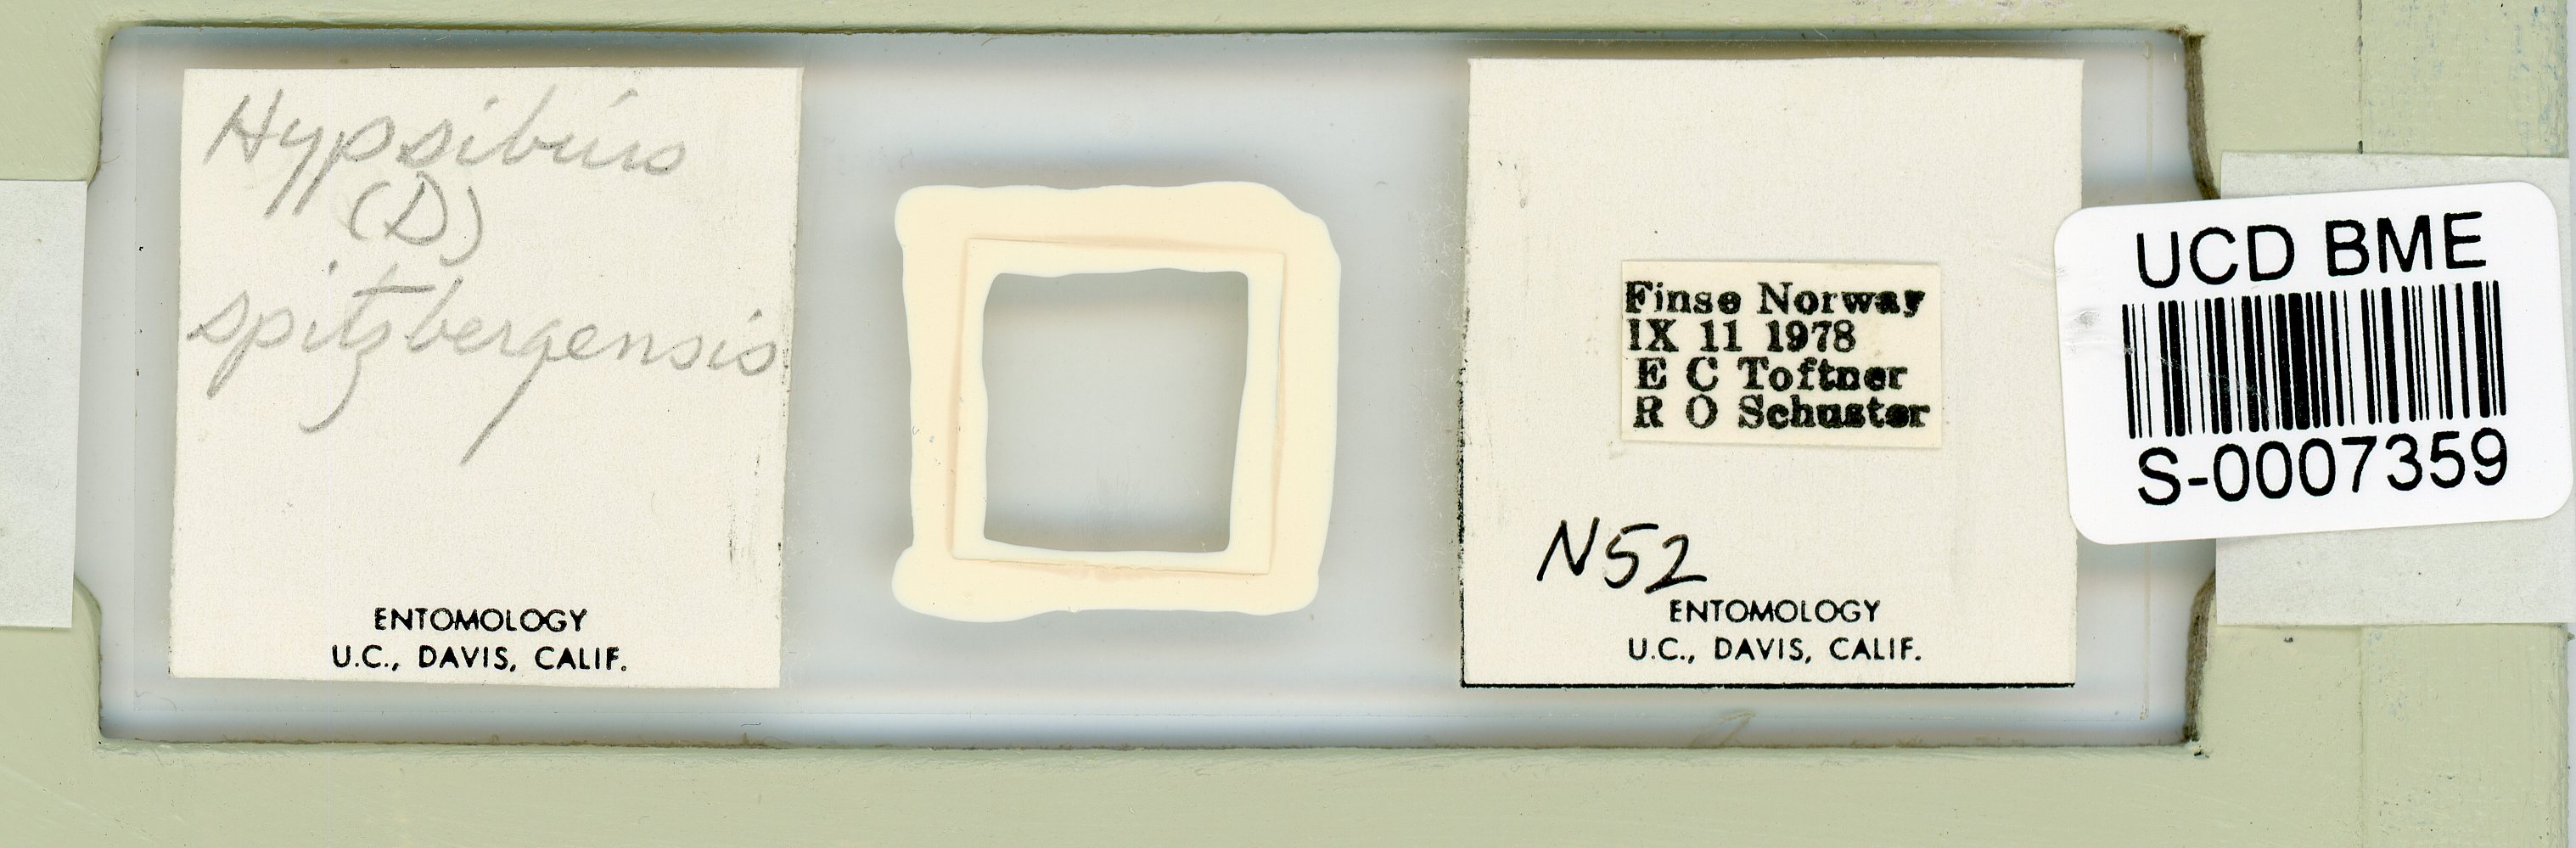 Hypsibius
(D)
spitzbergensis
ENTOMOLOGY
U.C., DAVIS, CALIF.
Finse Norway
IX 11 1978
E C Toftner
R O Schuster
N52
ENTOMOLOGY
U.C., DAVIS, CALIF.
UCD BME
S-0007359